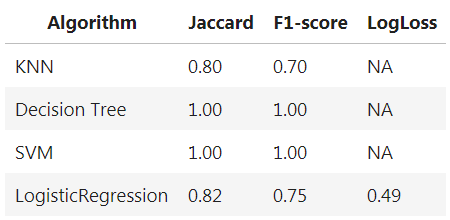 Algorithm Jaccard F1-score LogLoss
KNN 0.80 0.70 NA
Decision Tree 1.00 1.00 NA
SVM 1.00 1.00 NA
LogisticRegression 0.82 0.75 0.49